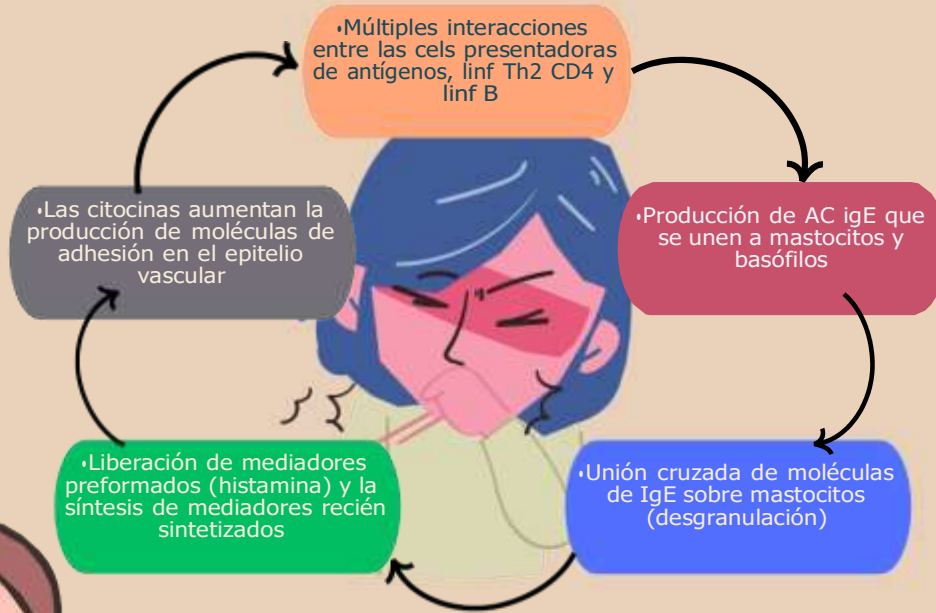 •Múltiples interacciones
entre las cels presentadoras
de antígenos, linf Th2 CD4 y
linf B
•Producción de AC igE que
se unen a mastocitos y
basófilos
•Unión cruzada de moléculas
de IgE sobre mastocitos
(desgranulación)
•Liberación de mediadores
preformados (histamina) y la
síntesis de mediadores recién
sintetizados
•Las citocinas aumentan la
producción de moléculas de
adhesión en el epitelio
vascular